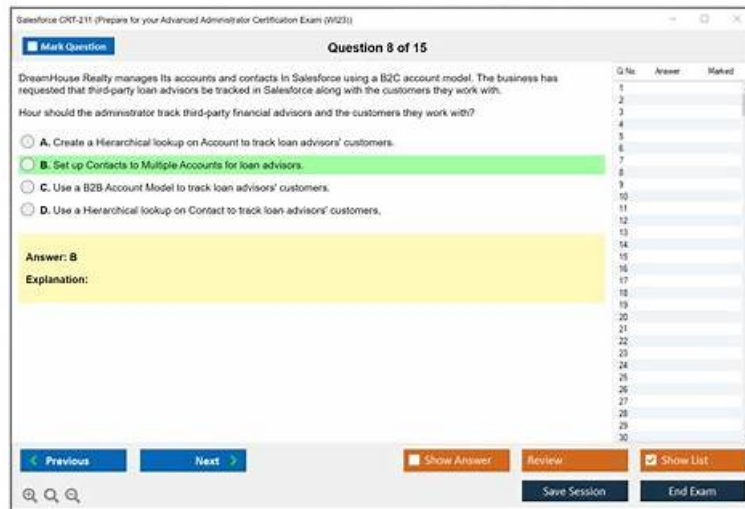 Salesforce CRT-211 (Prepare for your Advanced Administrator Certification Exam (WI23))
Mark Question
Question 8 of 15
DreamHouse Realty manages Its accounts and contacts In Salesforce using a B2C account model. The business has
requested that third-party loan advisors be tracked in Salesforce along with the customers they work with.
Hour should the administrator track third-party financial advisors and the customers they work with?
A. Create a Hierarchical lookup on Account to track loan advisors' customers.
B. Set up Contacts to Multiple Accounts for loan advisors.
C. Use a B2B Account Model to track loan advisors' customers.
D. Use a Hierarchical lookup on Contact to track loan advisors' customers.
Answer: B
Explanation:
Q No Answer Marked
1
2
3
4
5
6
7
8
9
10
11
12
13
14
15
16
17
18
19
20
21
22
23
24
25
26
27
28
29
30
Previous
Next
Show Answer
Review
Show List
Save Session
End Exam